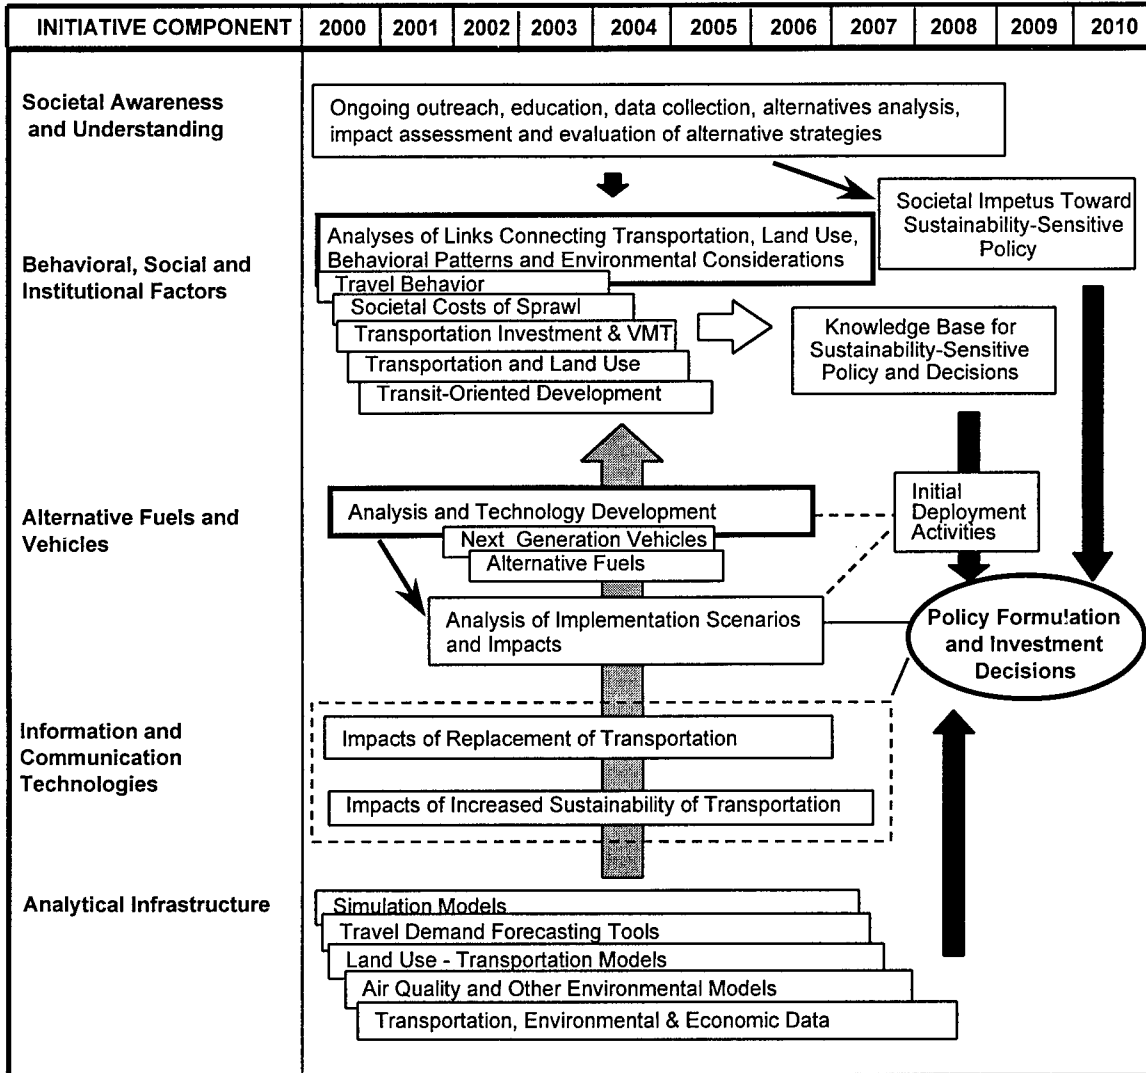 INITIATIVE COMPONENT 2000 2001 2002 2003 2004 2005 2006 2007 2008 2009 2010
Societal Awareness
and Understanding
Ongoing outreach, education, data collection, alternatives analysis,
impact assessment and evaluation of alternative strategies
Societal Impetus Toward
Sustainability-Sensitive
Policy
Behavioral, Social and
Institutional Factors
Analyses of Links Connecting Transportation, Land Use,
Behavioral Patterns and Environmental Considerations
Travel Behavior
Societal Costs of Sprawl
Transportation Investment & VMT
Transportation and Land Use
Transit-Oriented Development
Knowledge Base for
Sustainability-Sensitive
Policy and Decisions
Alternative Fuels and
Vehicles
Analysis and Technology Development
Next Generation Vehicles
Alternative Fuels
Analysis of Implementation Scenarios
and Impacts
Initial
Deployment
Activities
Policy Formulation
and Investment
Decisions
Information and
Communication
Technologies
Impacts of Replacement of Transportation
Impacts of Increased Sustainability of Transportation
Analytical Infrastructure
Simulation Models
Travel Demand Forecasting Tools
Land Use - Transportation Models
Air Quality and Other Environmental Models
Transportation, Environmental & Economic Data